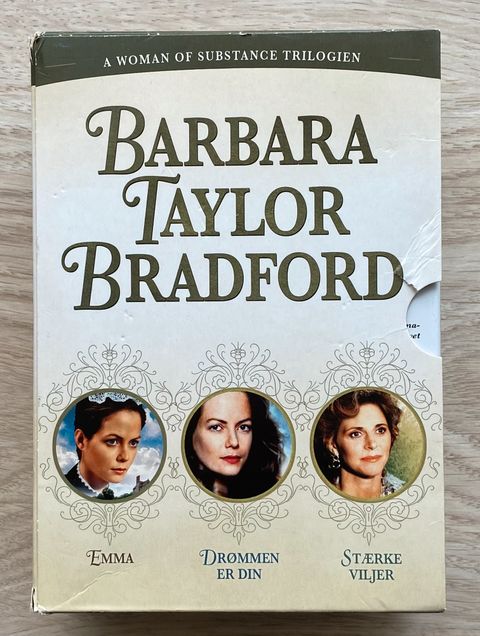 A WOMAN OF SUBSTANCE TRILOGIEN
BARBARA
TAYLOR
BRADFORD
EMMA
DRØMMEN
ER DIN
STÆRKE
VILJER